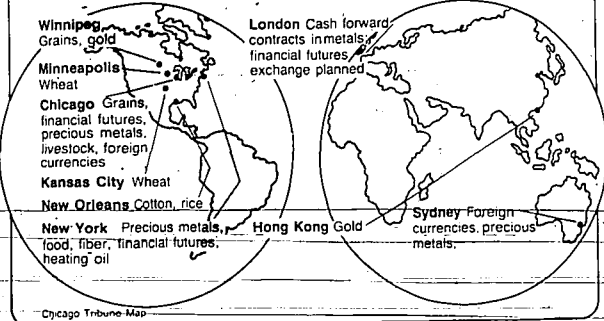 Winnipeg
Grains, gold
Minneapolis
Wheat
Chicago Grains,
financial futures,
precious metals,
livestock, foreign
currencies
Kansas City Wheat
New Orleans Cotton, rice
New York Precious metals,
food, fiber, financial futures,
heating oil
London Cash forward
contracts in metals,
financial futures
exchange planned
Hong Kong Gold
Sydney Foreign
currencies, precious
metals,
Chicago Tribune Map